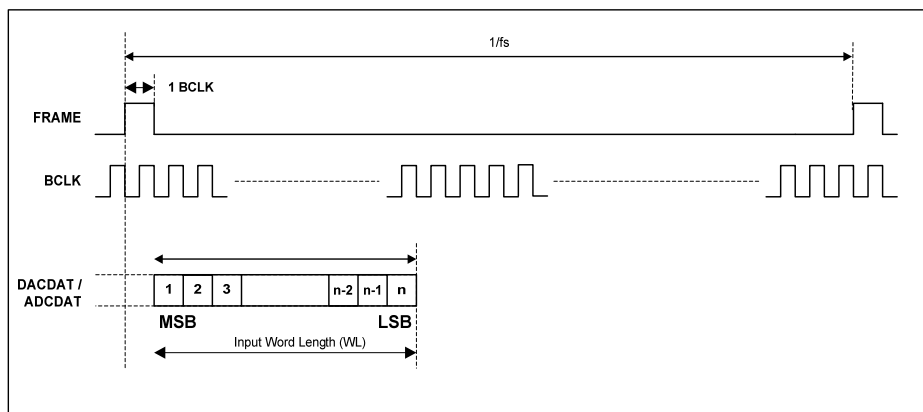 1/fs
1 BCLK
FRAME
BCLK
DACDAT /
ADCDAT
1 2 3 n-2 n-1 n
MSB LSB
Input Word Length (WL)